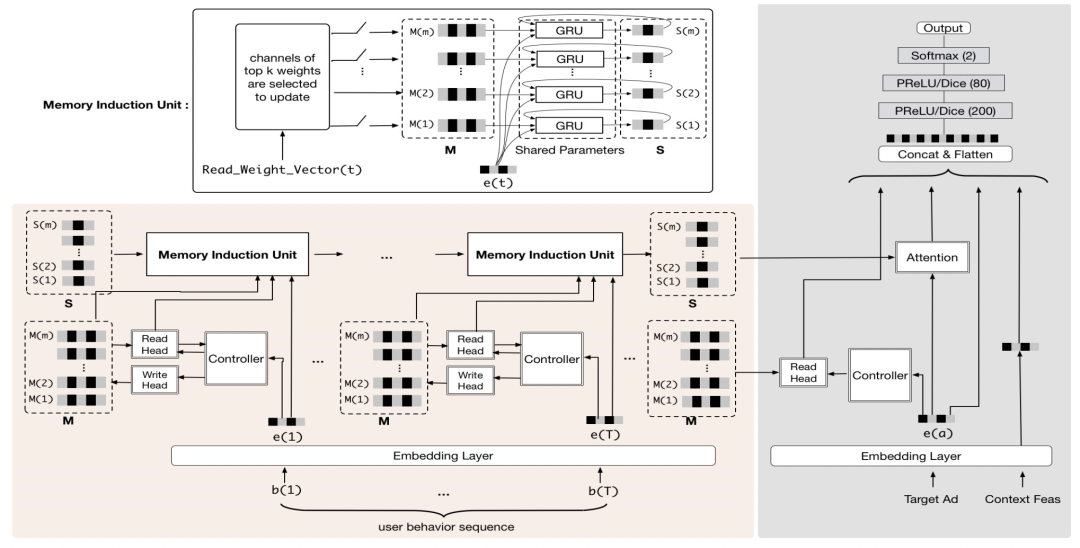 Memory Induction Unit :
channels of
top k weights
are selected
to update
Read_Weight_Vector(t)
M(m)
M(2)
M(1)
M
GRU
GRU
GRU
GRU
Shared Parameters
S(m)
S(2)
S(1)
S
e(t)
S(m)
S(2)
S(1)
S
Memory Induction Unit
...
Memory Induction Unit
S(m)
S(2)
S(1)
S
M(m)
M(2)
M(1)
M
Read
Head
Write
Head
Controller
...
M(m)
M(2)
M(1)
M
Read
Head
Write
Head
Controller
...
M(m)
M(2)
M(1)
M
e(1)
e(T)
Embedding Layer
b(1)
...
b(T)
user behavior sequence
Output
Softmax (2)
PReLU/Dice (80)
PReLU/Dice (200)
Concat & Flatten
Attention
Read
Head
Controller
e(a)
Embedding Layer
Target Ad
Context Feas